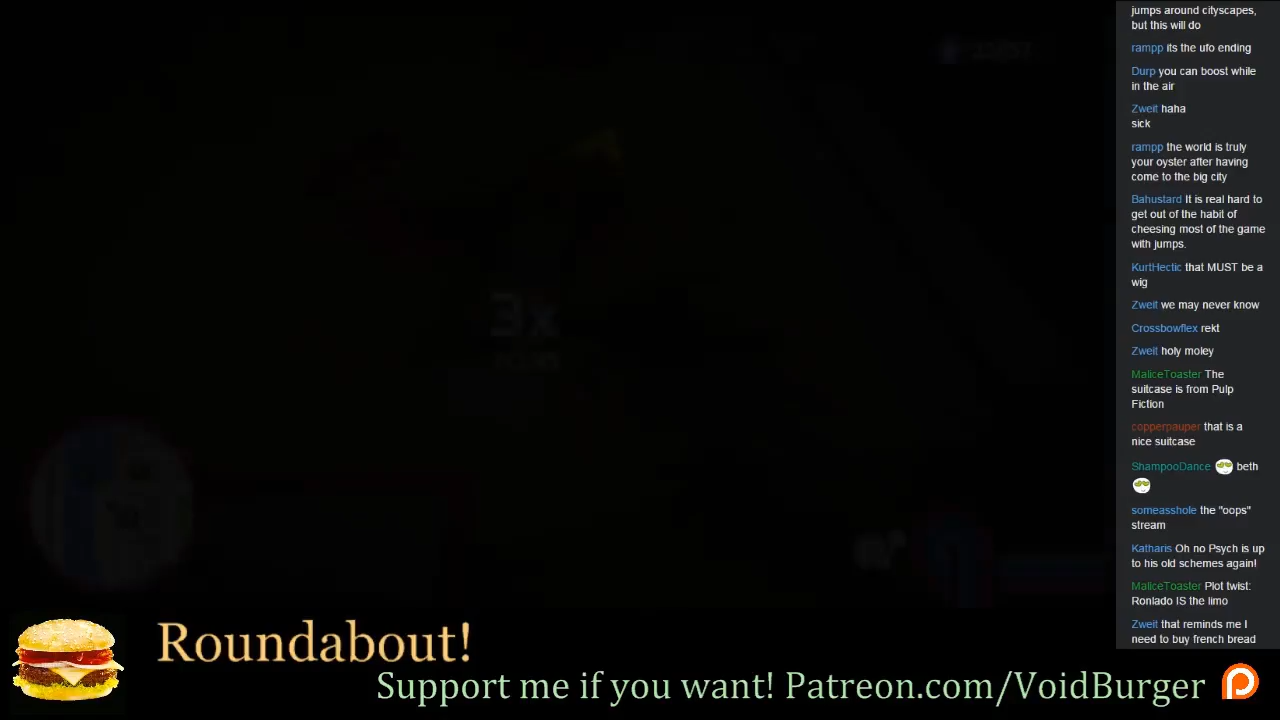 3x
jumps around cityscapes,
but this will do
rampp its the ufo ending
Durp you can boost while
in the air
Zweit haha
sick
rampp the world is truly
your oyster after having
come to the big city
Bahustard It is real hard to
get out of the habit of
cheesing most of the game
with jumps.
KurtHectic that MUST be a
wig
Zweit we may never know
Crossbowflex rekt
Zweit holy moley
MaliceToaster The
suitcase is from Pulp
Fiction
copperpauper that is a
nice suitcase
ShampooDance beth
someasshole the "oops"
stream
Katharis Oh no Psych is up
to his old schemes again!
MaliceToaster Plot twist:
Ronlado IS the limo
Zweit that reminds me I
need to buy french bread
Roundabout!
Support me if you want! Patreon.com/VoidBurger